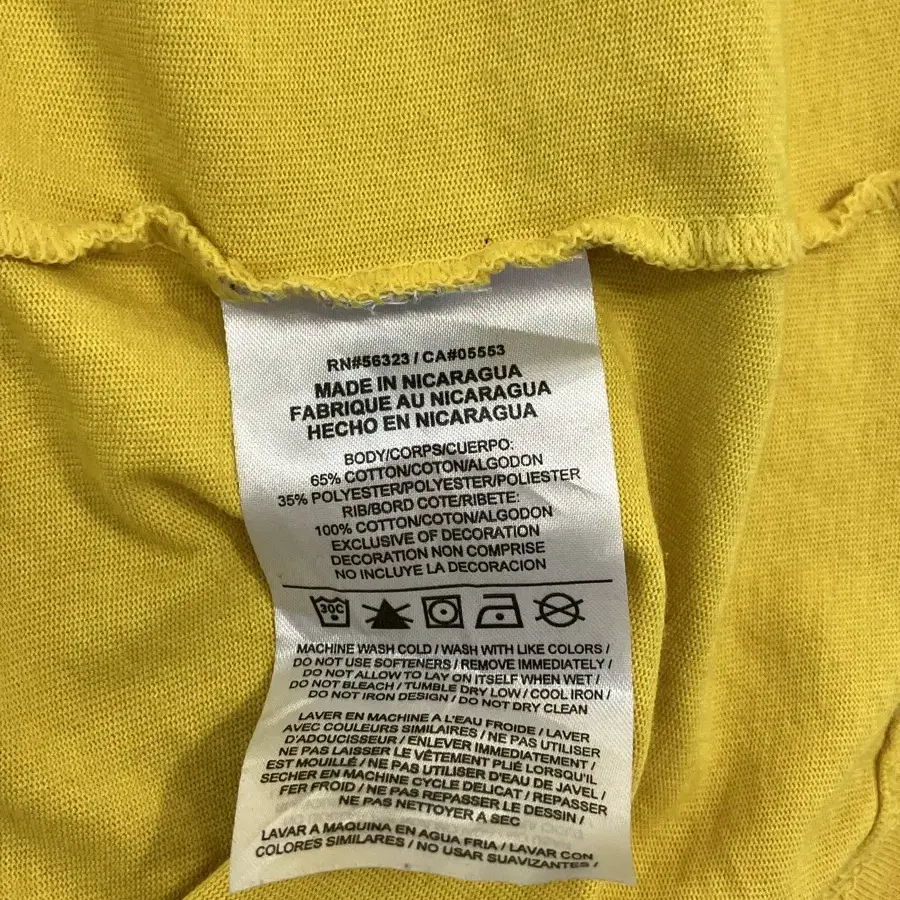 RN#56323 / CA#05553
MADE IN NICARAGUA
FABRIQUE AU NICARAGUA
HECHO EN NICARAGUA
BODY/CORPS/CUERPO:
65% COTTON/COTON/ALGODON
35% POLYESTER/POLYESTER/POLIESTER
RIB/BORD COTE/RIBETE:
100% COTTON/COTON/ALGODON
EXCLUSIVE OF DECORATION
DECORATION NON COMPRISE
NO INCLUYE LA DECORACION
30C
MACHINE WASH COLD / WASH WITH LIKE COLORS /
DO NOT USE SOFTENERS / REMOVE IMMEDIATELY /
DO NOT ALLOW TO LAY ON ITSELF WHEN WET /
DO NOT BLEACH / TUMBLE DRY LOW / COOL IRON /
DO NOT IRON DESIGN / DO NOT DRY CLEAN
LAVER EN MACHINE A L'EAU FROIDE / LAVER
AVEC COULEURS SIMILAIRES / NE PAS UTILISER
D'ADOUCISSEUR / ENLEVER IMMEDIATEMENT /
NE PAS LAISSER LE VÊTEMENT PLIÉ LORSQU'IL
EST MOUILLÉ / NE PAS UTILISER D'EAU DE JAVEL /
SECHER EN MACHINE CYCLE DELICAT / REPASSER
FER FROID / NE PAS REPASSER LE DESSIN /
NE PAS NETTOYER A SEC
LAVAR A MAQUINA EN AGUA FRIA / LAVAR CON
COLORES SIMILARES / NO USAR SUAVIZANTES /